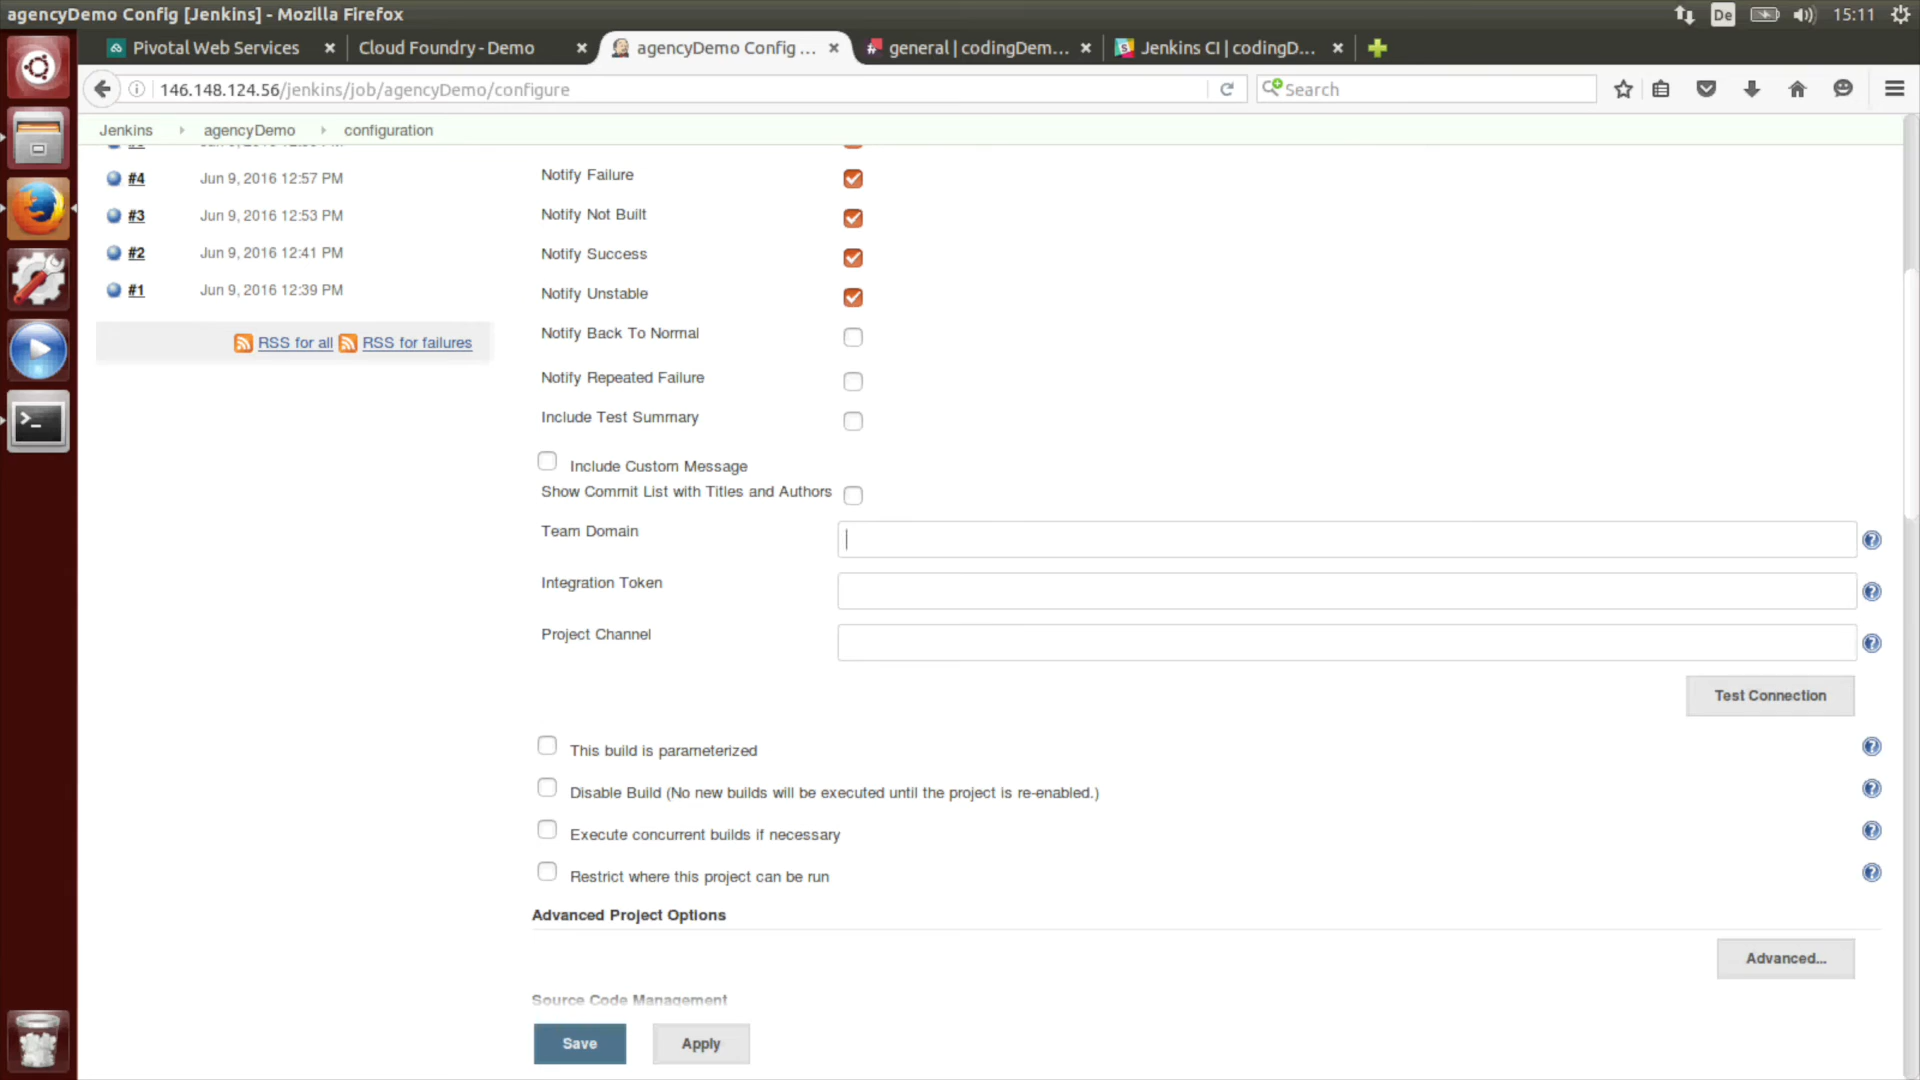 agencyDemo Config [Jenkins] - Mozilla Firefox
De
15:11
Pivotal Web Services
Cloud Foundry - Demo
agencyDemo Config ...
general | codingDem...
Jenkins CI | codingD...
146.148.124.56/jenkins/job/agencyDemo/configure
Search
Jenkins
agencyDemo
configuration
#4 Jun 9, 2016 12:57 PM
#3 Jun 9, 2016 12:53 PM
#2 Jun 9, 2016 12:41 PM
#1 Jun 9, 2016 12:39 PM
RSS for all RSS for failures
Notify Failure
Notify Not Built
Notify Success
Notify Unstable
Notify Back To Normal
Notify Repeated Failure
Include Test Summary
Include Custom Message
Show Commit List with Titles and Authors
Team Domain
Integration Token
Project Channel
Test Connection
This build is parameterized
Disable Build (No new builds will be executed until the project is re-enabled.)
Execute concurrent builds if necessary
Restrict where this project can be run
Advanced Project Options
Advanced...
Source Code Management
Save
Apply